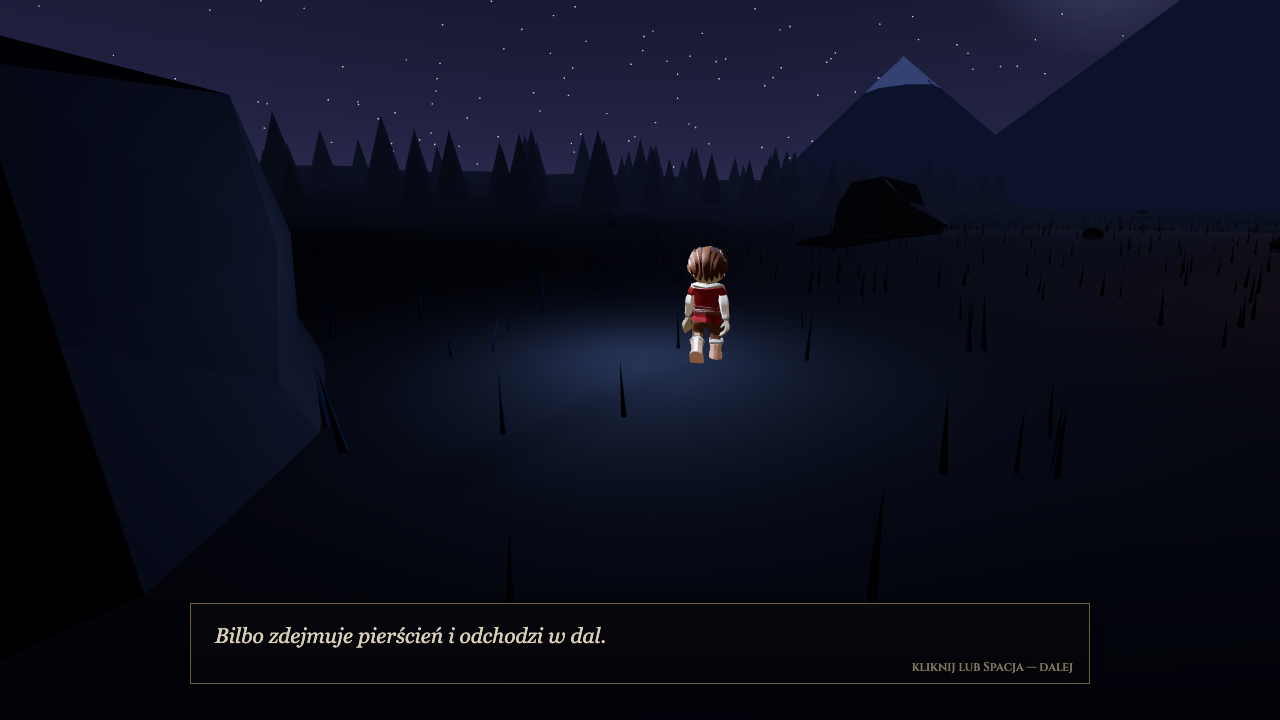 Bilbo zdejmuje pierścień i odchodzi w dal.
KLIKNIJ LUB SPACJA — DALEJ